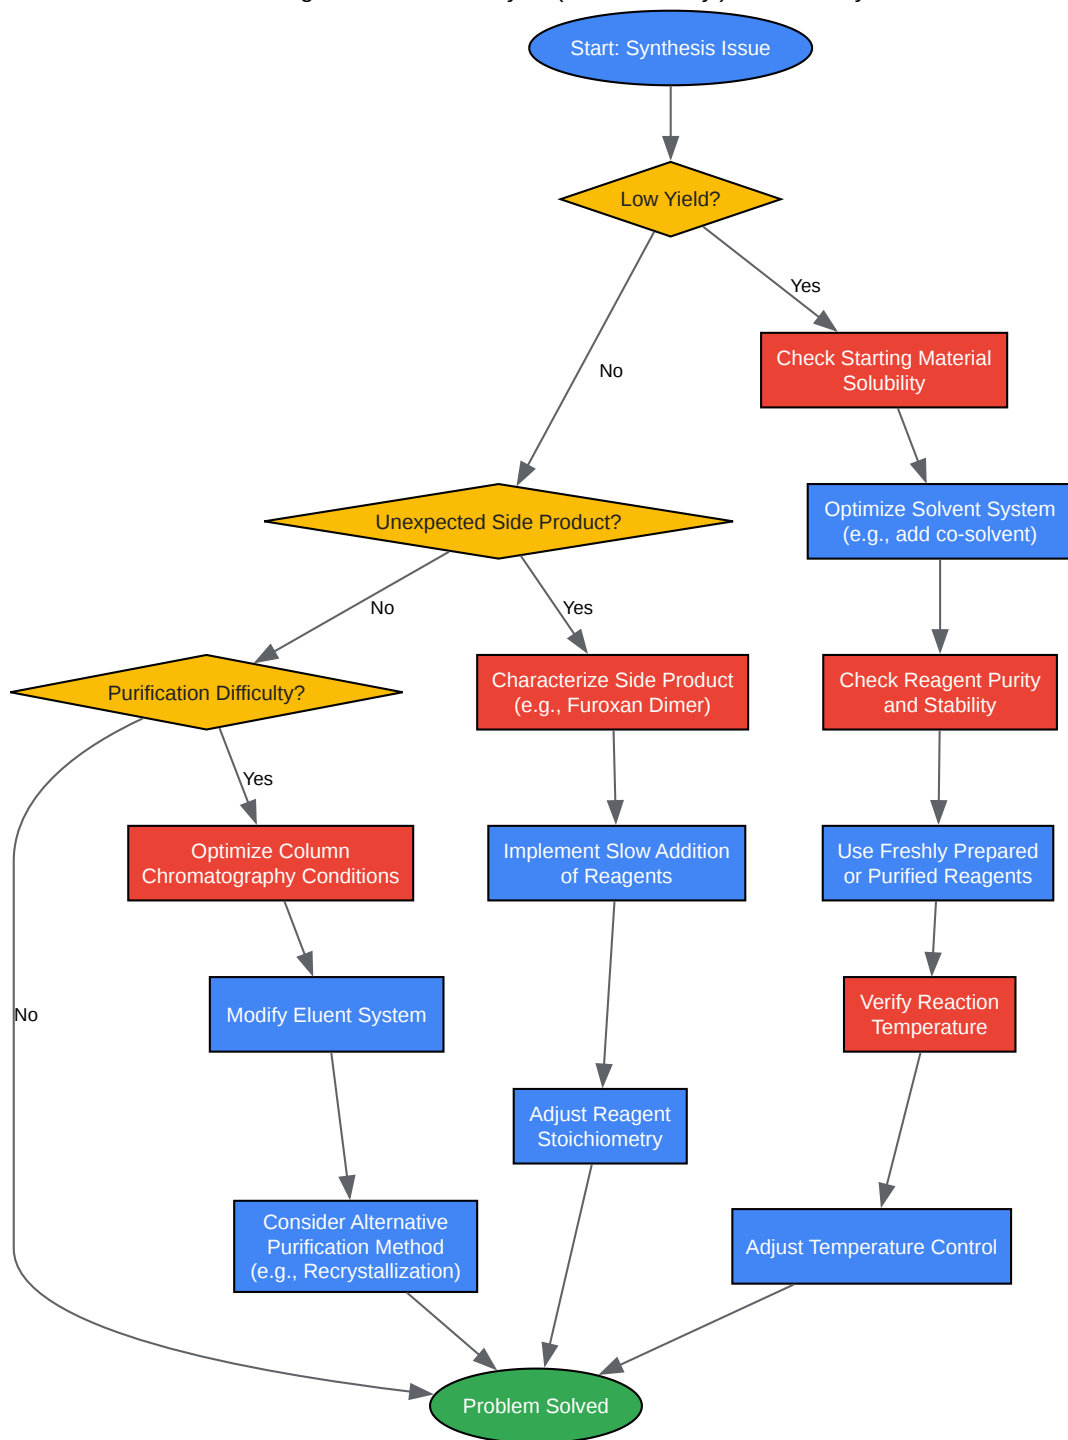 Start: Synthesis Issue
Low Yield?
Yes
No
Check Starting Material
Solubility
Optimize Solvent System
(e.g., add co-solvent)
Unexpected Side Product?
No
Yes
Purification Difficulty?
Characterize Side Product
(e.g., Furoxan Dimer)
Check Reagent Purity
and Stability
Yes
No
Optimize Column
Chromatography Conditions
Implement Slow Addition
of Reagents
Use Freshly Prepared
or Purified Reagents
Modify Eluent System
Verify Reaction
Temperature
Adjust Reagent
Stoichiometry
Consider Alternative
Purification Method
(e.g., Recrystallization)
Adjust Temperature Control
Problem Solved